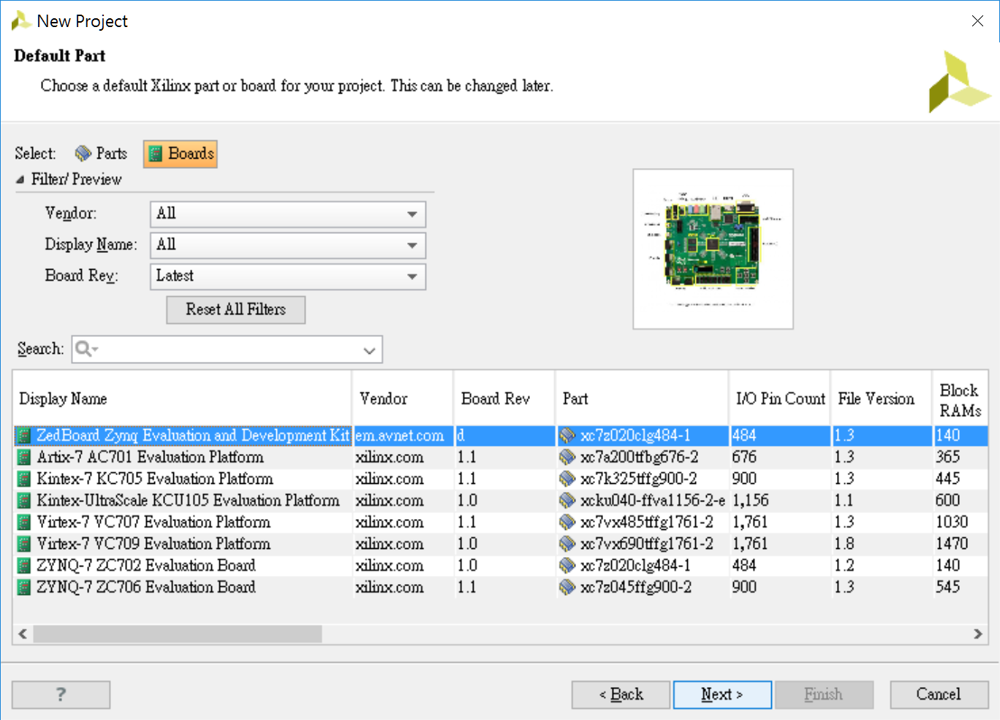 New Project
Default Part
Choose a default Xilinx part or board for your project. This can be changed later.
Select: Parts Boards
Filter/ Preview
Vendor: All
Display Name: All
Board Rev: Latest
Reset All Filters
Search:
Display Name Vendor Board Rev Part I/O Pin Count File Version Block RAMs
ZedBoard Zynq Evaluation and Development Kit em.avnet.com d xc7z020clg484-1 484 1.3 140
Artix-7 AC701 Evaluation Platform xilinx.com 1.1 xc7a200tfbg676-2 676 1.3 365
Kintex-7 KC705 Evaluation Platform xilinx.com 1.1 xc7k325tffg900-2 900 1.3 445
Kintex-UltraScale KCU105 Evaluation Platform xilinx.com 1.0 xcku040-ffva1156-2-e 1,156 1.1 600
Virtex-7 VC707 Evaluation Platform xilinx.com 1.1 xc7vx485tffg1761-2 1,761 1.3 1030
Virtex-7 VC709 Evaluation Platform xilinx.com 1.0 xc7vx690tffg1761-2 1,761 1.8 1470
ZYNQ-7 ZC702 Evaluation Board xilinx.com 1.0 xc7z020clg484-1 484 1.2 140
ZYNQ-7 ZC706 Evaluation Board xilinx.com 1.1 xc7z045ffg900-2 900 1.3 545
? < Back Next > Finish Cancel